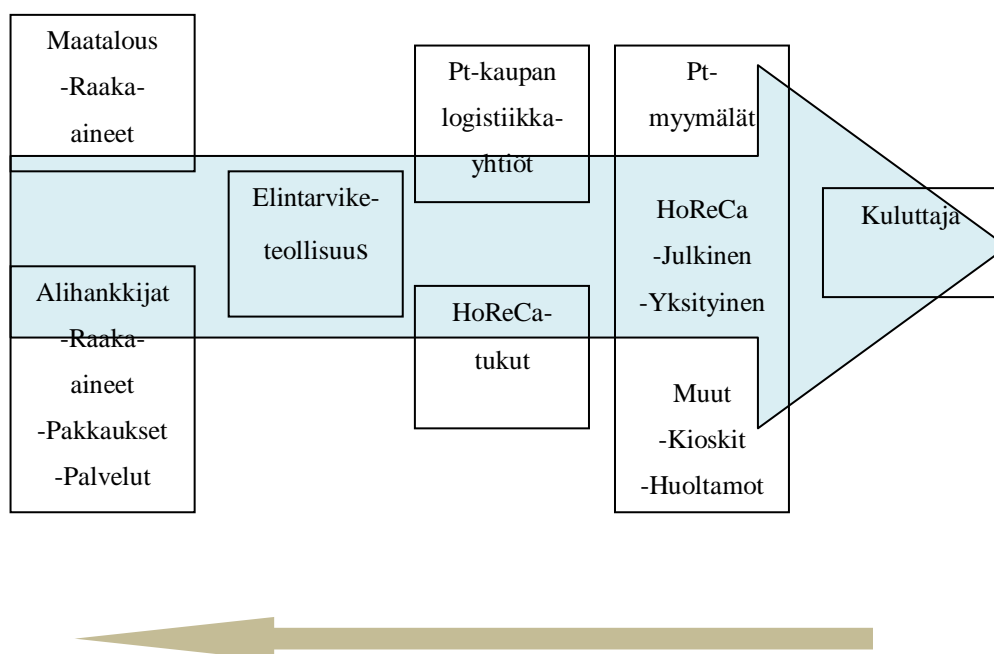 Maatalous
-Raaka-
aineet
Alihankkijat
-Raaka-
aineet
-Pakkaukset
-Palvelut
Elintarvike-
teollisuus
Pt-kaupan
logistiikka-
yhtiöt
HoReCa-
tukut
Pt-
myymälät
HoReCa
-Julkinen
-Yksityinen
Muut
-Kioskit
-Huoltamot
Kuluttaja